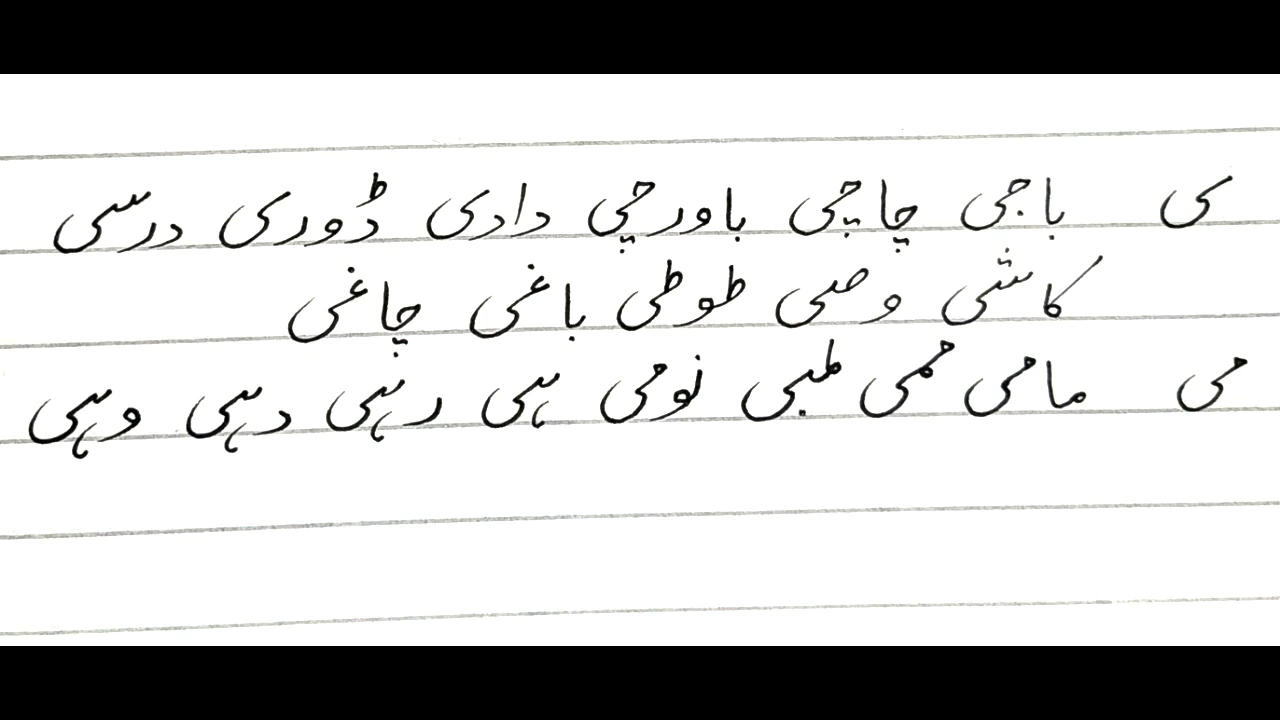 ی باجی چاچی باورچی دادی ڈوری درسی
کاشی وصی طوطی باغی چاغی
می مامی ممی طبی نومی ہی رہی دہی وہی